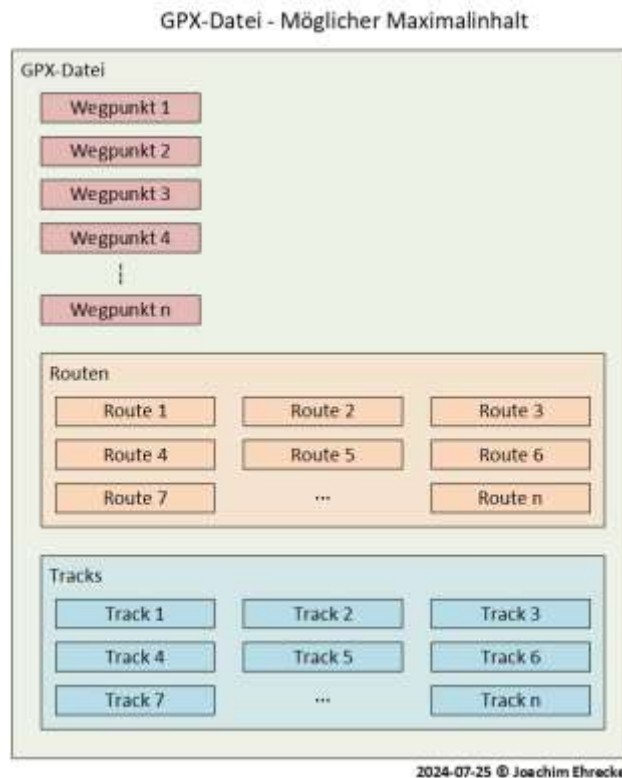 GPX-Datei - Möglicher Maximalinhalt
GPX-Datei
Wegpunkt 1
Wegpunkt 2
Wegpunkt 3
Wegpunkt 4
Wegpunkt n
Routen
Route 1 Route 2 Route 3
Route 4 Route 5 Route 6
Route 7 ... Route n
Tracks
Track 1 Track 2 Track 3
Track 4 Track 5 Track 6
Track 7 ... Track n
2024-07-25 © Joachim Ehrecke